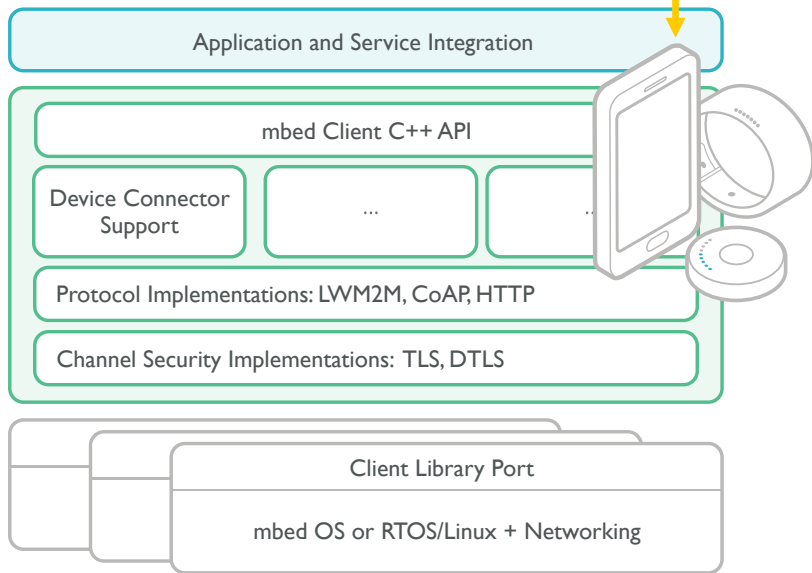 Application and Service Integration
mbed Client C++ API
Device Connector
Support
...
..
Protocol Implementations: LWM2M, CoAP, HTTP
Channel Security Implementations: TLS, DTLS
Client Library Port
mbed OS or RTOS/Linux + Networking